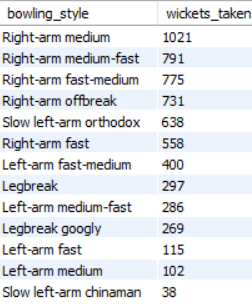 bowling_style wickets_taken
Right-arm medium 1021
Right-arm medium-fast 791
Right-arm fast-medium 775
Right-arm offbreak 731
Slow left-arm orthodox 638
Right-arm fast 558
Left-arm fast-medium 400
Legbreak 297
Left-arm medium-fast 286
Legbreak googly 269
Left-arm fast 115
Left-arm medium 102
Slow left-arm chinaman 38